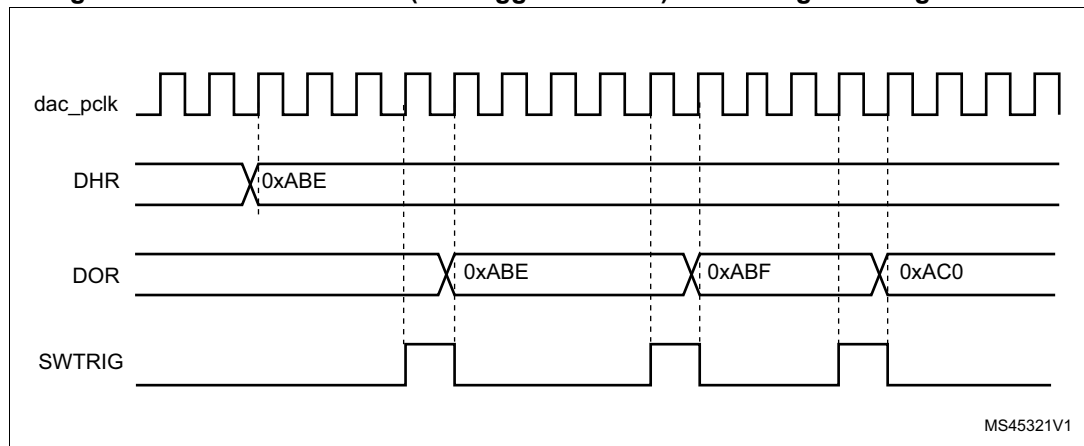 dac_pclk
DHR 0xABE
DOR 0xABE 0xABF 0xAC0
SWTRIG
MS45321V1